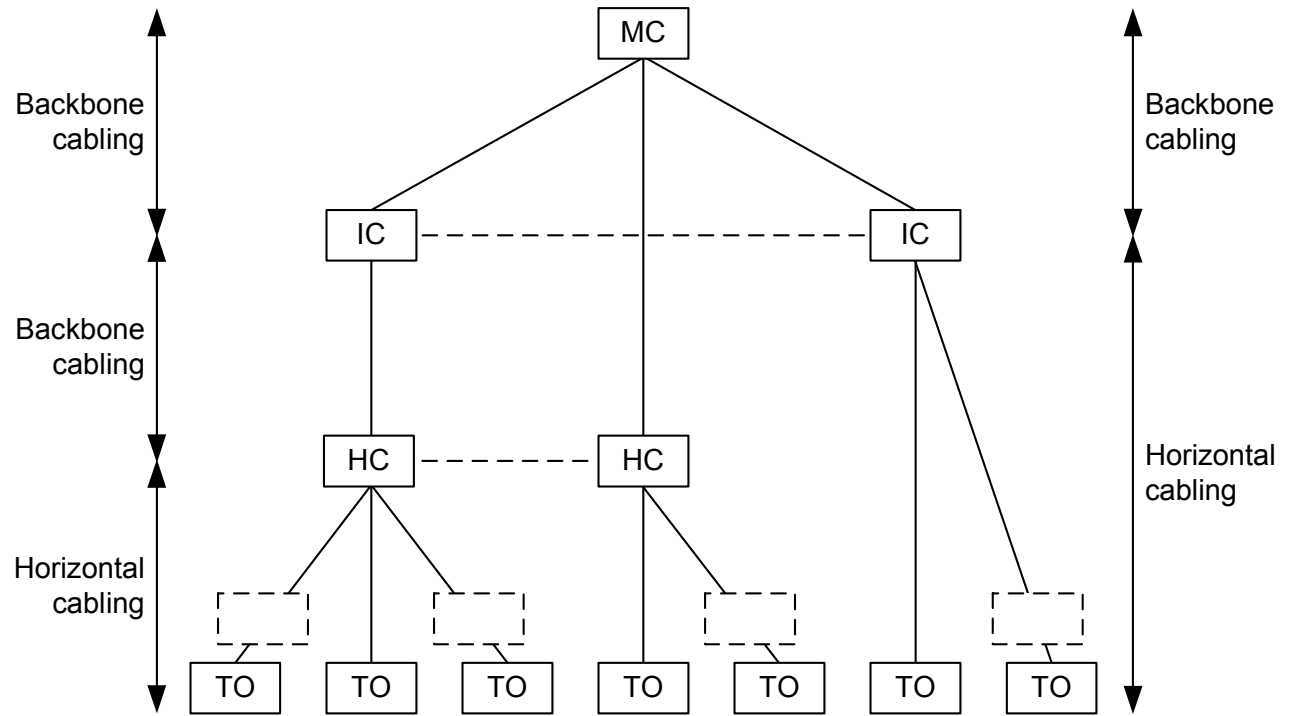 MC
Backbone
cabling
Backbone
cabling
IC
IC
Backbone
cabling
HC
HC
Horizontal
cabling
Horizontal
cabling
TO
TO
TO
TO
TO
TO
TO